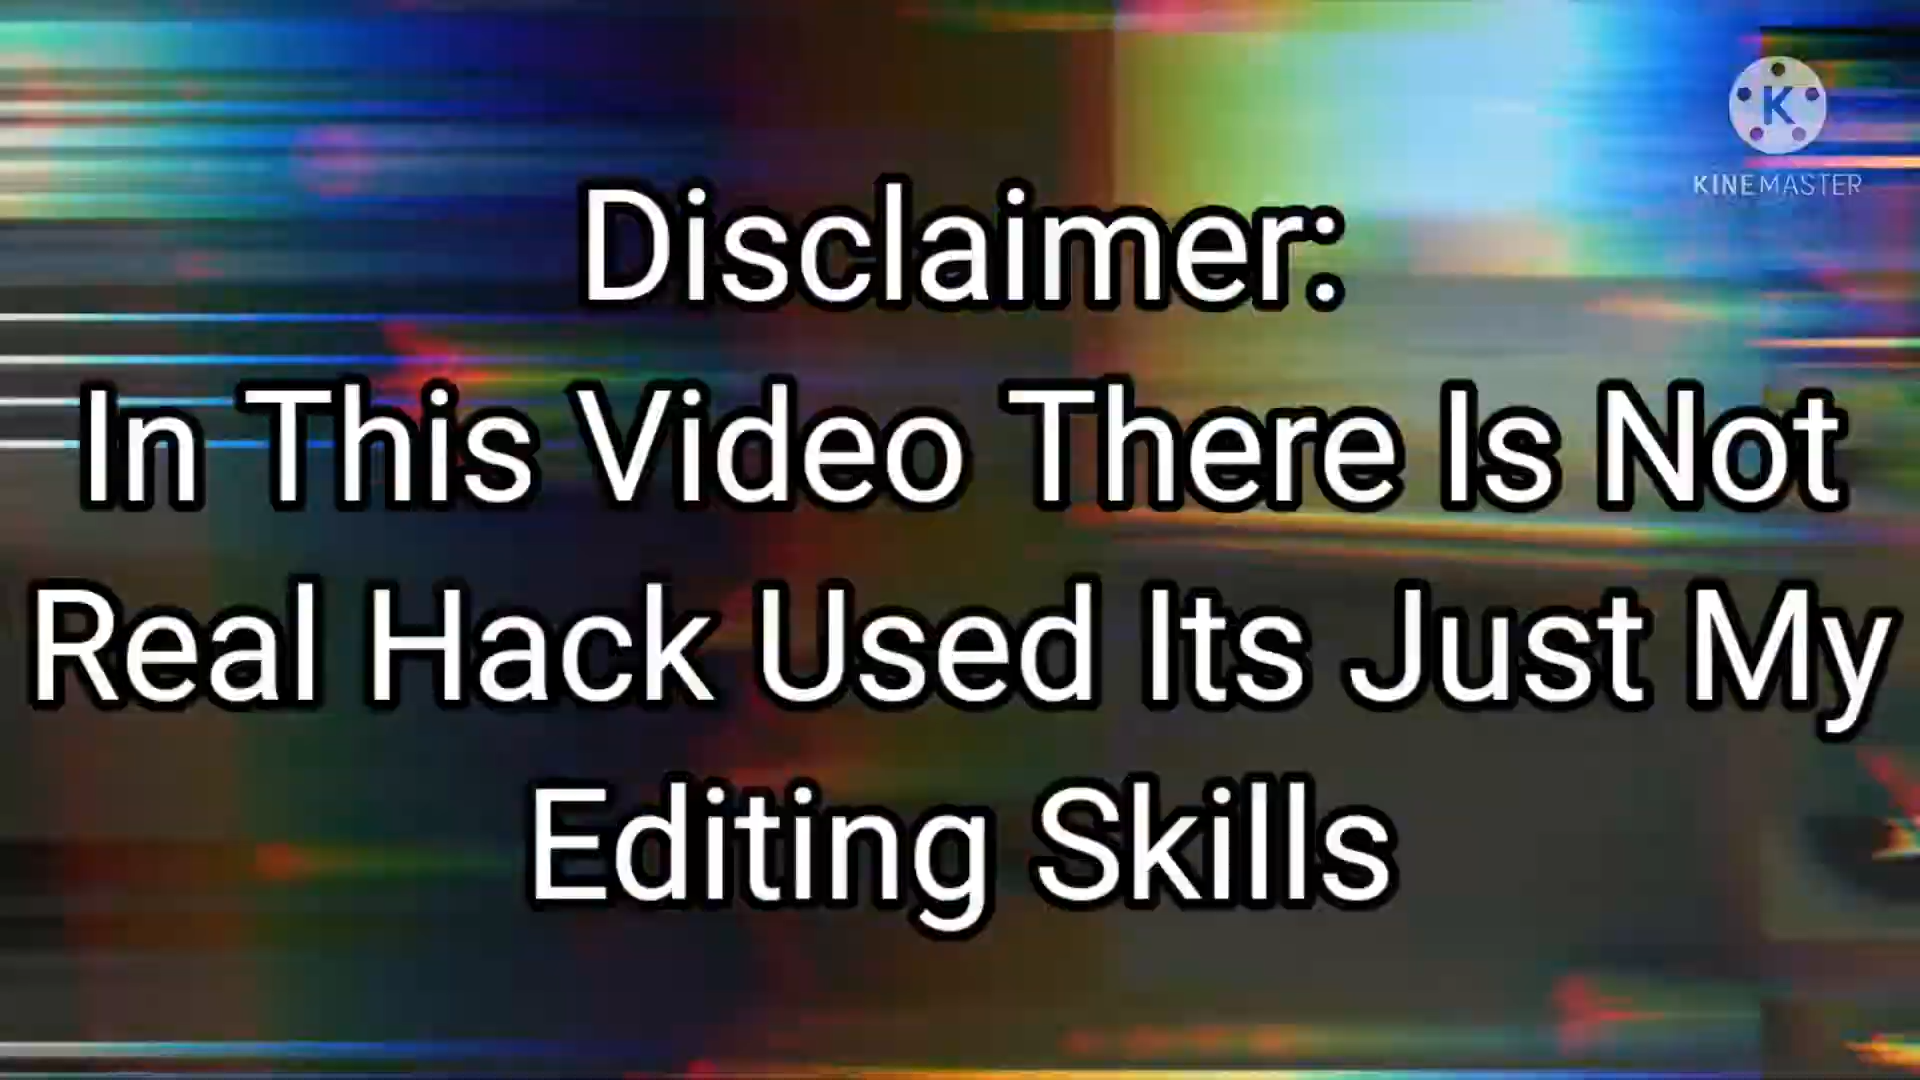 K
KINEMASTER
Disclaimer:
In This Video There Is Not
Real Hack Used Its Just My
Editing Skills